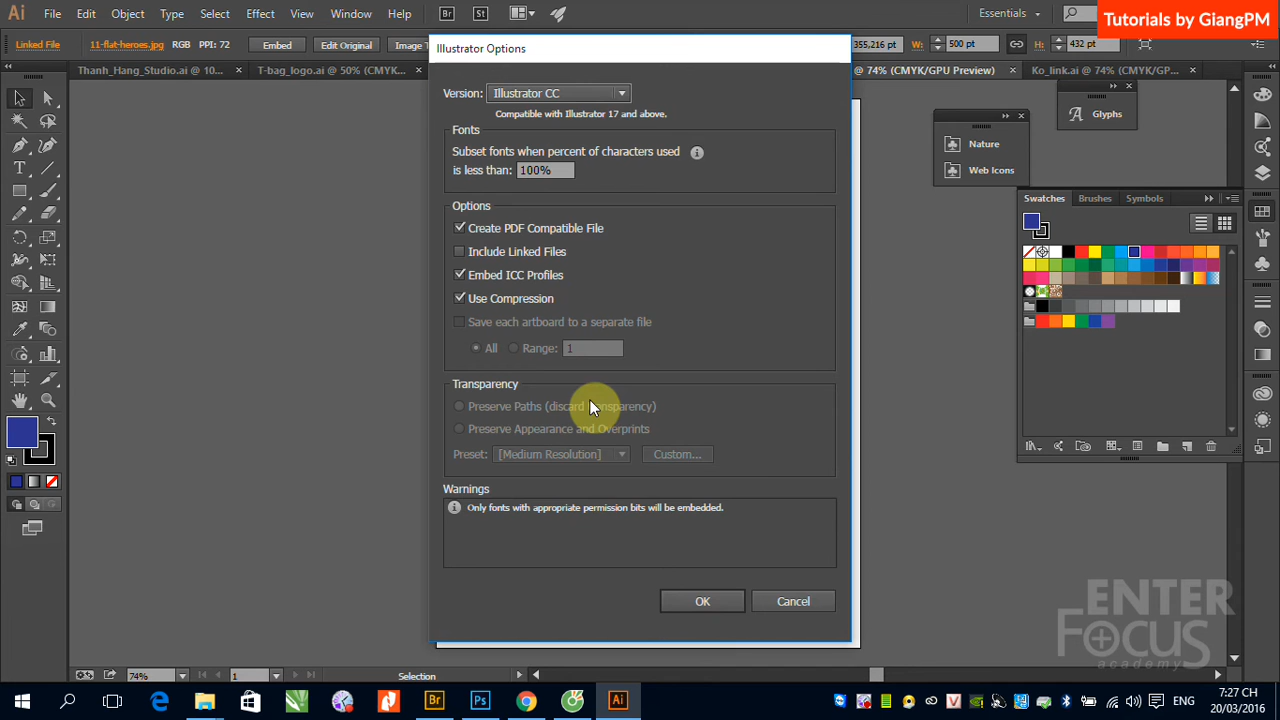 Ai File Edit Object Type Select Effect View Window Help Br St Essentials Tutorials by GiangPM
Linked File 11-flat-heroes.jpg RGB PPI: 72 Embed Edit Original Image T 355,216 pt W: 500 pt H: 432 pt
Thanh_Hang_Studio.ai @ 10... × T-bag_logo.ai @ 50% (CMYK... × @ 74% (CMYK/GPU Preview) × Ko_link.ai @ 74% (CMYK/GP... ×
Illustrator Options
Version: Illustrator CC
Compatible with Illustrator 17 and above.
Fonts
Subset fonts when percent of characters used
is less than: 100%
Options
Create PDF Compatible File
Include Linked Files
Embed ICC Profiles
Use Compression
Save each artboard to a separate file
All Range: 1
Transparency
Preserve Paths (discard transparency)
Preserve Appearance and Overprints
Preset: [Medium Resolution] Custom...
Warnings
Only fonts with appropriate permission bits will be embedded.
OK Cancel
Glyphs
Nature
Web Icons
Swatches Brushes Symbols
ENTER
FOCUS
academy
74% 1 Selection
Br Ps Ai ENG 7:27 CH
20/03/2016